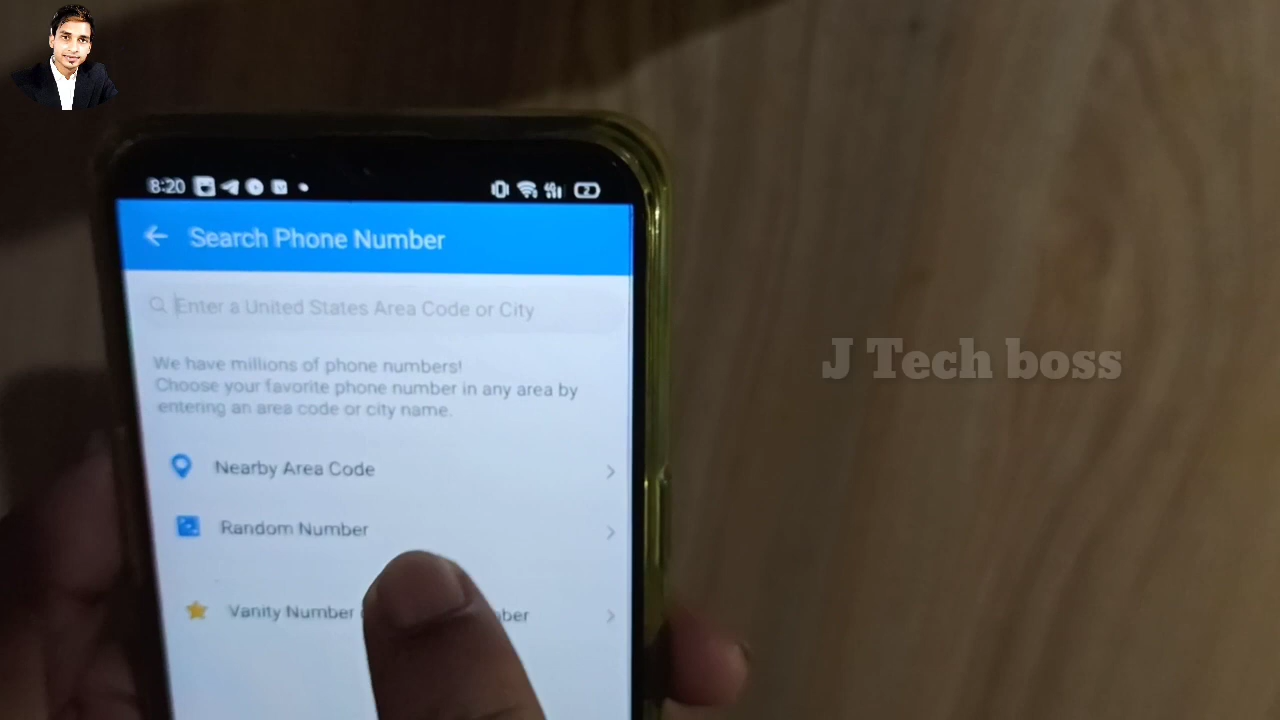 8:20
Search Phone Number
Enter a United States Area Code or City
We have millions of phone numbers!
Choose your favorite phone number in any area by
entering an area code or city name.
Nearby Area Code
Random Number
Vanity Number
J Tech boss